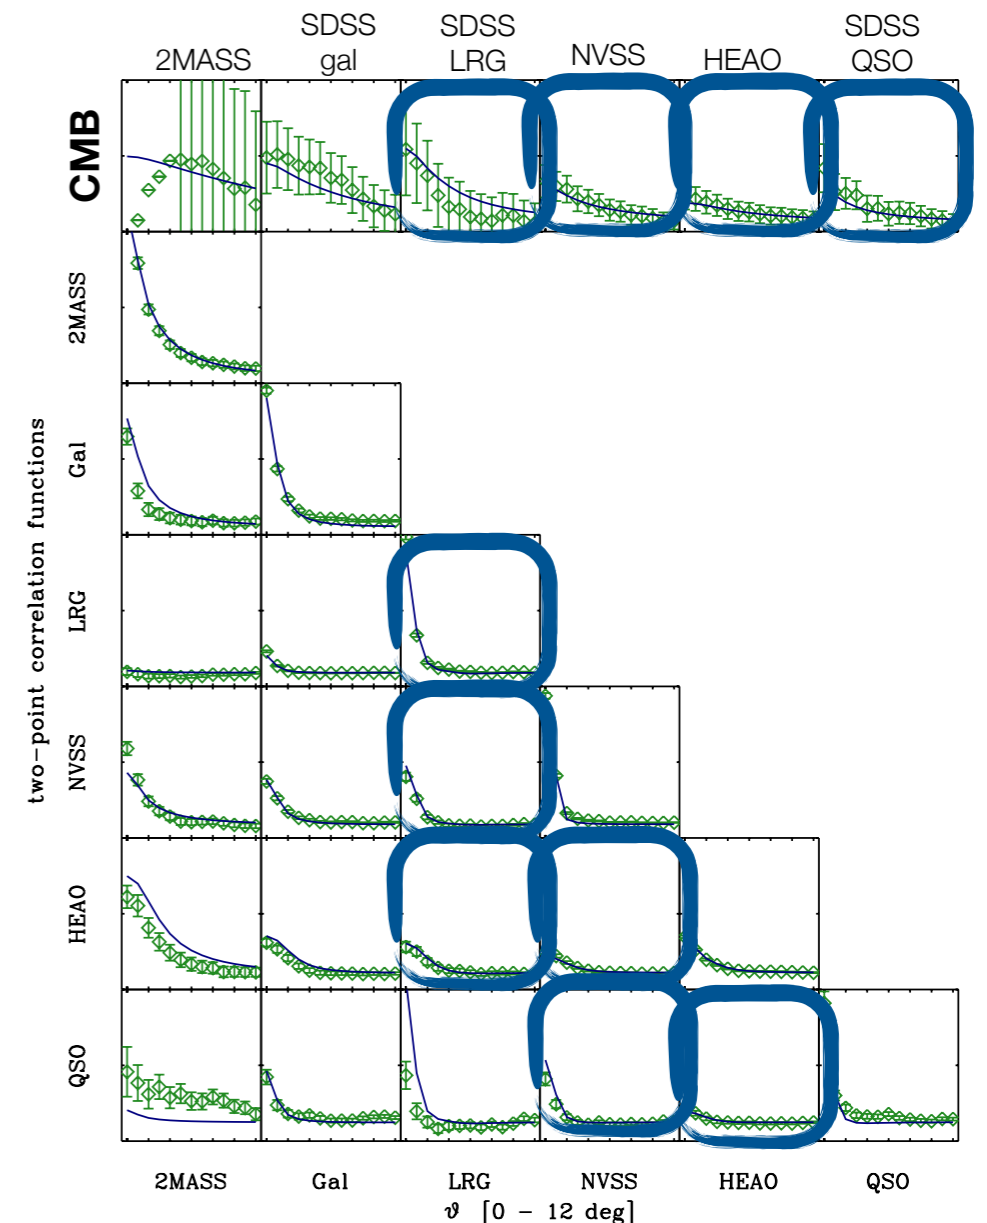 SDSS SDSS SDSS
2MASS gal LRG NVSS HEAO QSO
CMB
2MASS
Gal
LRG
NVSS
HEAO
QSO
two-point correlation functions
2MASS Gal LRG NVSS HEAO QSO
ϑ [0 - 12 deg]